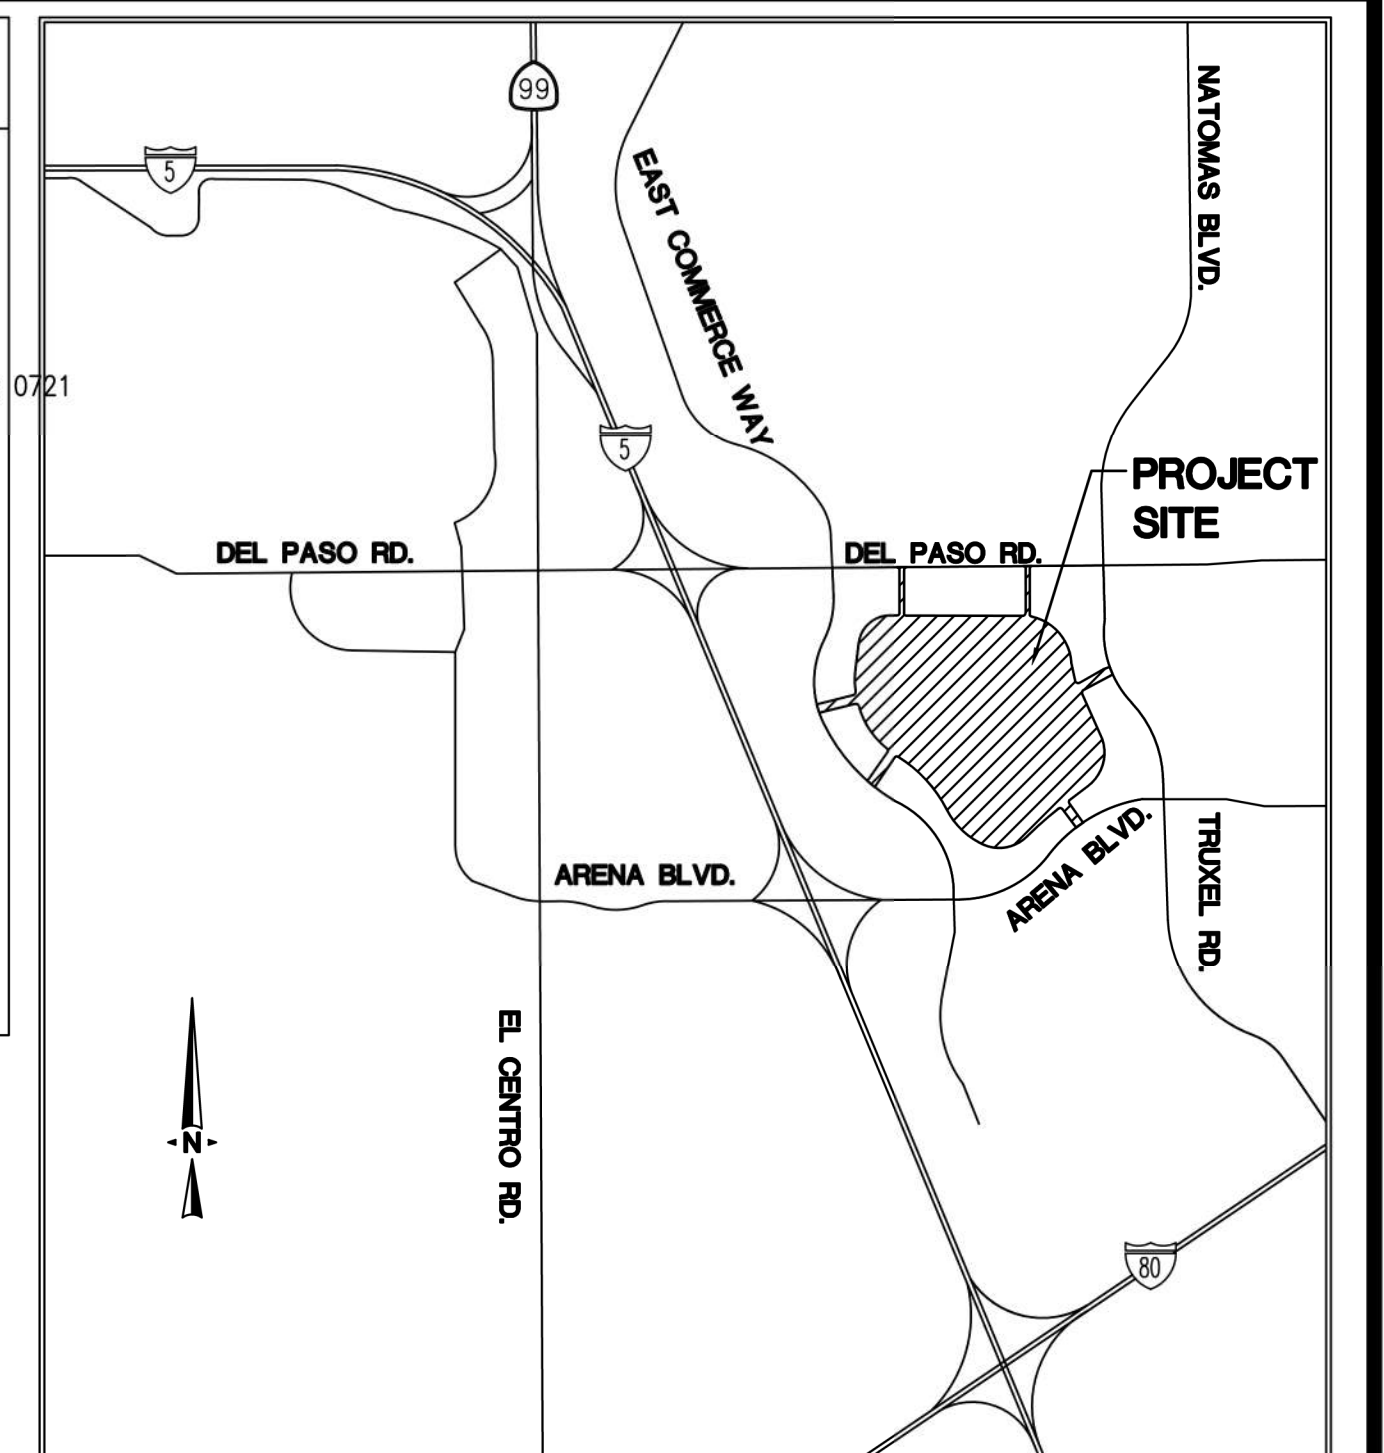 99
NATOMAS BLVD.
5
EAST COMMERCE WAY
0721
5
PROJECT
SITE
DEL PASO RD.
DEL PASO RD.
ARENA BLVD.
ARENA BLVD.
TRUXEL RD.
EL CENTRO RD.
N
80